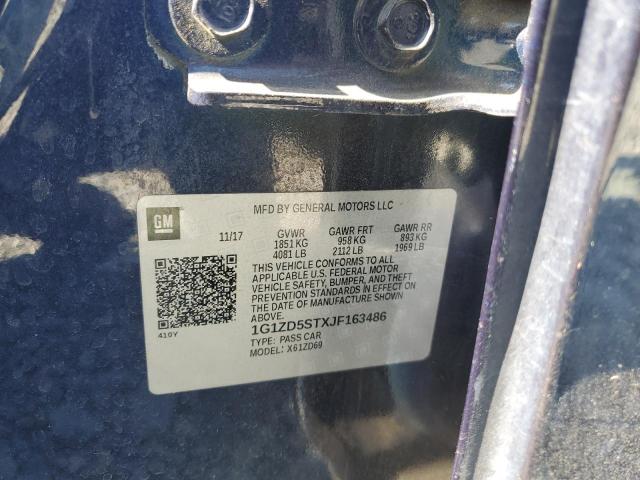 MFD BY GENERAL MOTORS LLC
GM
11/17
GVWR GAWR FRT GAWR RR
1851 KG 958 KG 893 KG
4081 LB 2112 LB 1969 LB
THIS VEHICLE CONFORMS TO ALL
APPLICABLE U.S. FEDERAL MOTOR
VEHICLE SAFETY, BUMPER, AND THEFT
PREVENTION STANDARDS IN EFFECT ON
THE DATE OF MANUFACTURE SHOWN
ABOVE.
419Y
1G1ZD5STXJF163486
TYPE: PASS CAR
MODEL: X61ZD69